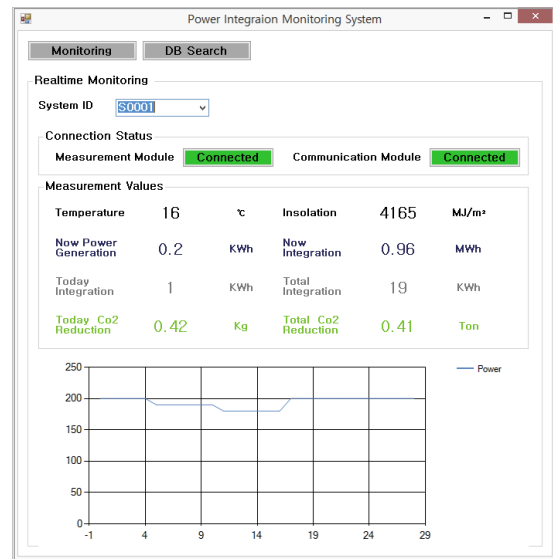 Power Integraion Monitoring System
Monitoring DB Search
Realtime Monitoring
System ID S0001
Connection Status
Measurement Module Connected Communication Module Connected
Measurement Values
Temperature 16 ℃ Insolation 4165 MJ/m²
Now Power Generation 0.2 KWh Now Integration 0.96 MWh
Today Integration 1 KWh Total Integration 19 KWh
Today Co2 Reduction 0.42 Kg Total Co2 Reduction 0.41 Ton
250
200
150
100
50
0
-1 4 9 14 19 24 29
Power